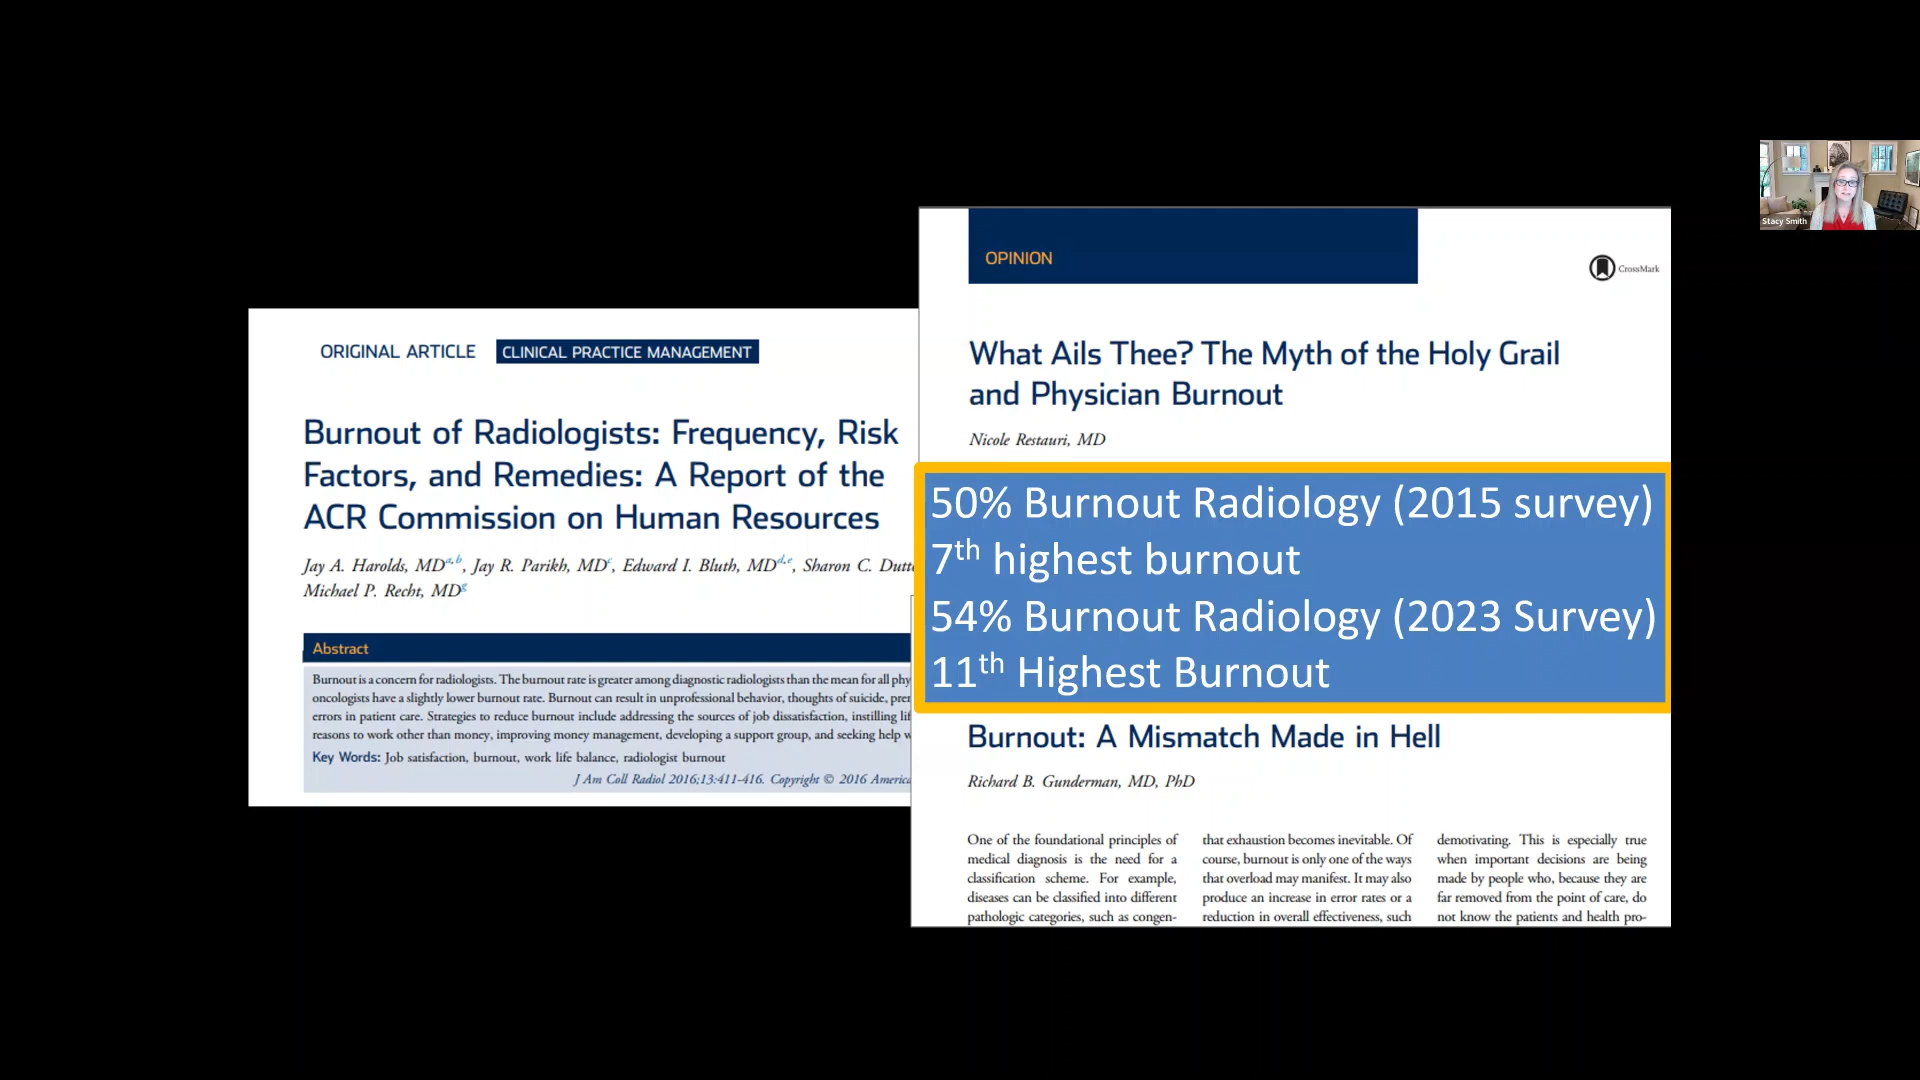 Stacy Smith
ORIGINAL ARTICLE CLINICAL PRACTICE MANAGEMENT
Burnout of Radiologists: Frequency, Risk
Factors, and Remedies: A Report of the
ACR Commission on Human Resources
Jay A. Harolds, MDa,b, Jay R. Parikh, MDc, Edward I. Bluth, MDd,e, Sharon C.
Michael P. Recht, MDg
Abstract
Burnout is a concern for radiologists. The burnout rate is greater among diagnostic radiologists than the mean for all
oncologists have a slightly lower burnout rate. Burnout can result in unprofessional behavior, thoughts of suicide,
errors in patient care. Strategies to reduce burnout include addressing the sources of job dissatisfaction, instilling
reasons to work other than money, improving money management, developing a support group, and seeking help
Key Words: Job satisfaction, burnout, work life balance, radiologist burnout
J Am Coll Radiol 2016;13:411-416. Copyright © 2016
OPINION
CrossMark
What Ails Thee? The Myth of the Holy Grail
and Physician Burnout
Nicole Restauri, MD
50% Burnout Radiology (2015 survey)
7th highest burnout
54% Burnout Radiology (2023 Survey)
11th Highest Burnout
Burnout: A Mismatch Made in Hell
Richard B. Gunderman, MD, PhD
One of the foundational principles of
medical diagnosis is the need for a
classification scheme. For example,
diseases can be classified into different
pathologic categories, such as congen-
that exhaustion becomes inevitable. Of
course, burnout is only one of the ways
that overload may manifest. It may also
produce an increase in error rates or a
reduction in overall effectiveness, such
demotivating. This is especially true
when important decisions are being
made by people who, because they are
far removed from the point of care, do
not know the patients and health pro-